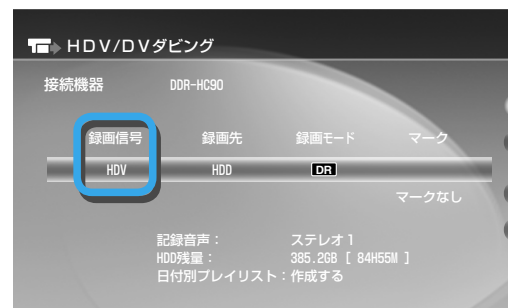 HDV/DVダビング
接続機器 DDR-HC90
録画信号 録画先 録画モード マーク
HDV HDD DR
マークなし
記録音声： ステレオ1
HDD残量： 385.2GB [ 84H55M ]
日付別プレイリスト：作成する